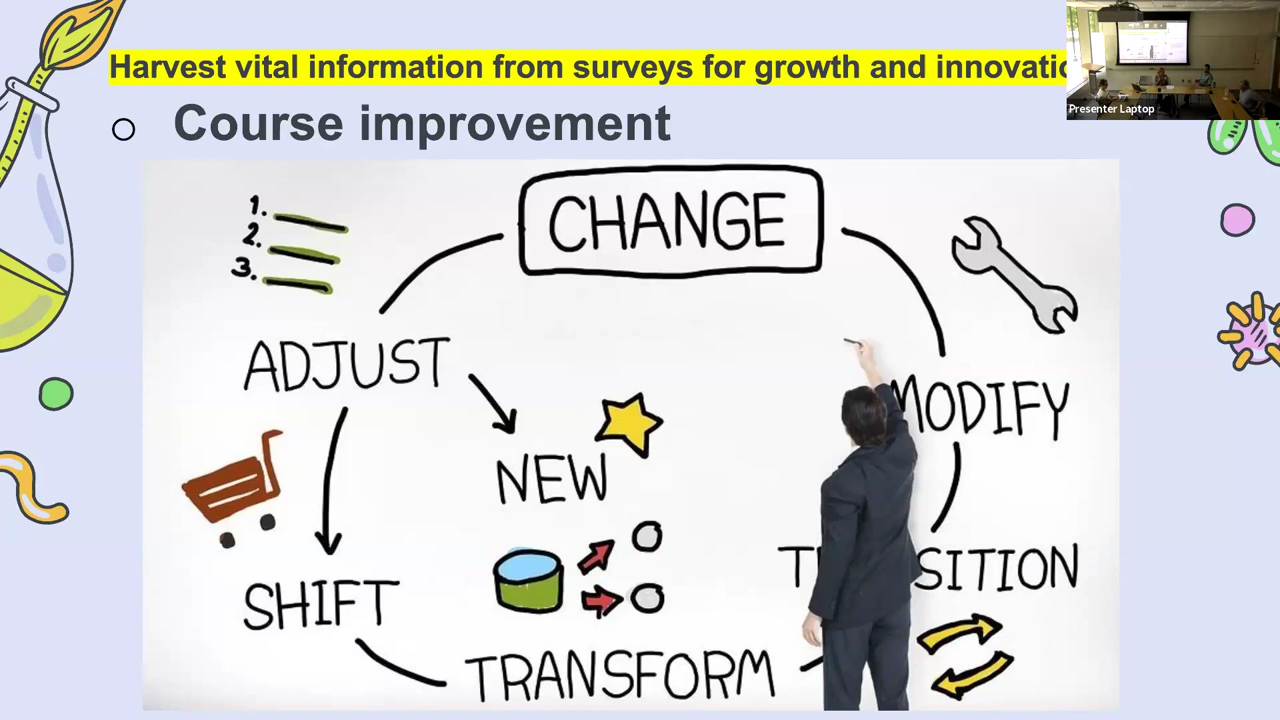 Harvest vital information from surveys for growth and innovatio
Presenter Laptop
Course improvement
CHANGE
1.
2.
3.
ADJUST
MODIFY
NEW
T SITION
SHIFT
TRANSFORM